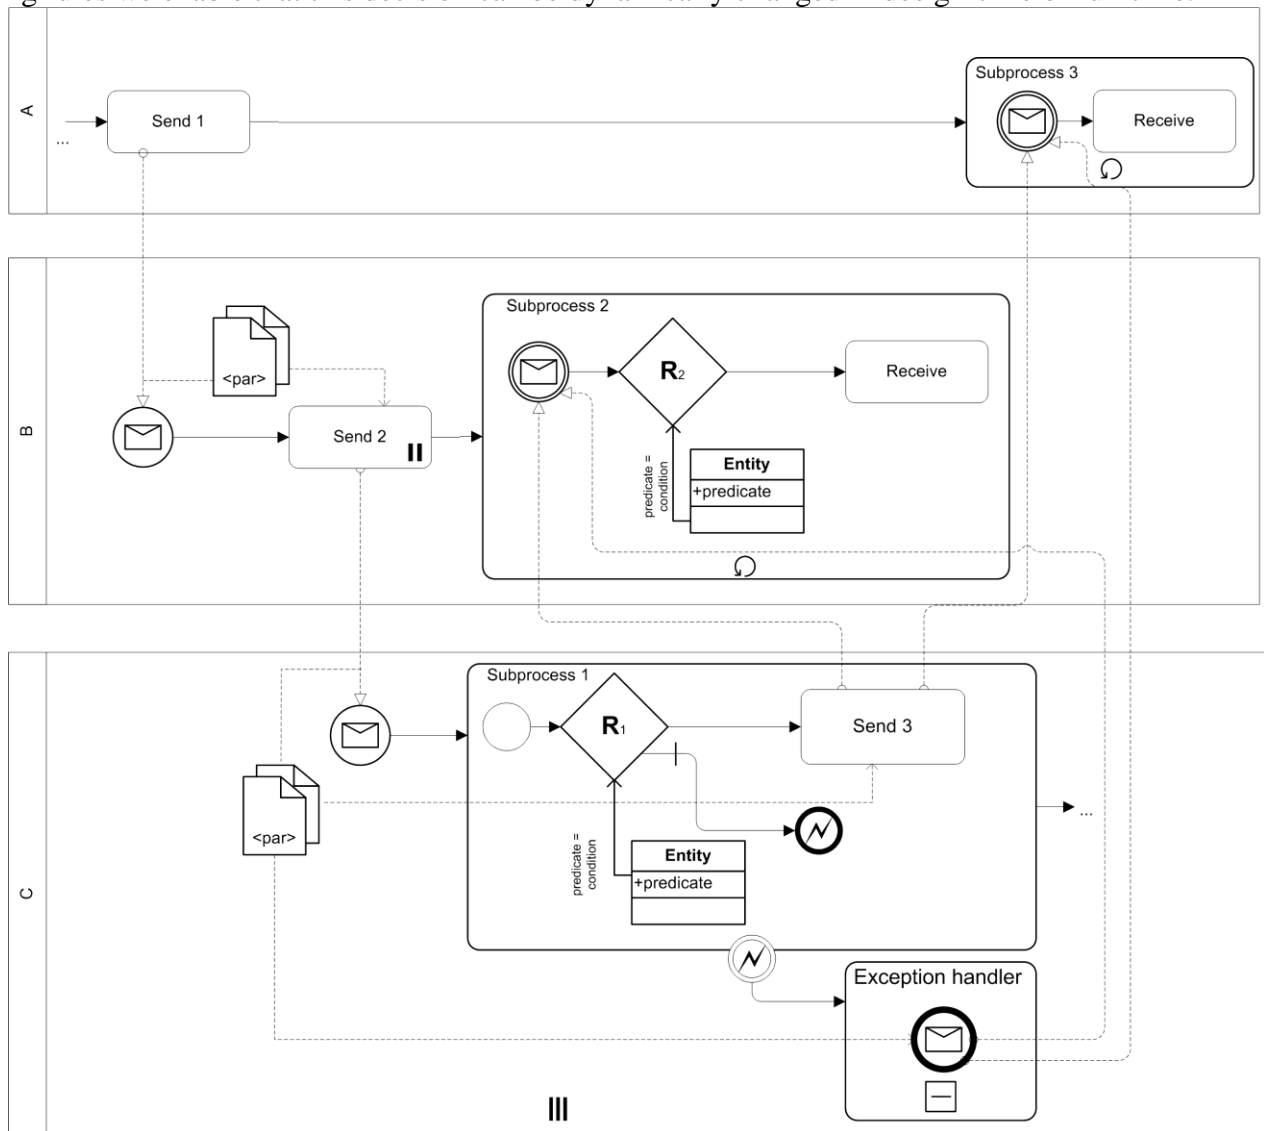 Subprocess 3
A
Send 1
Receive
...
Subprocess 2
<par>
R2
Receive
B
Send 2
predicate =
condition
Entity
+predicate
Subprocess 1
R1
Send 3
<par>
...
predicate =
condition
Entity
+predicate
C
Exception handler